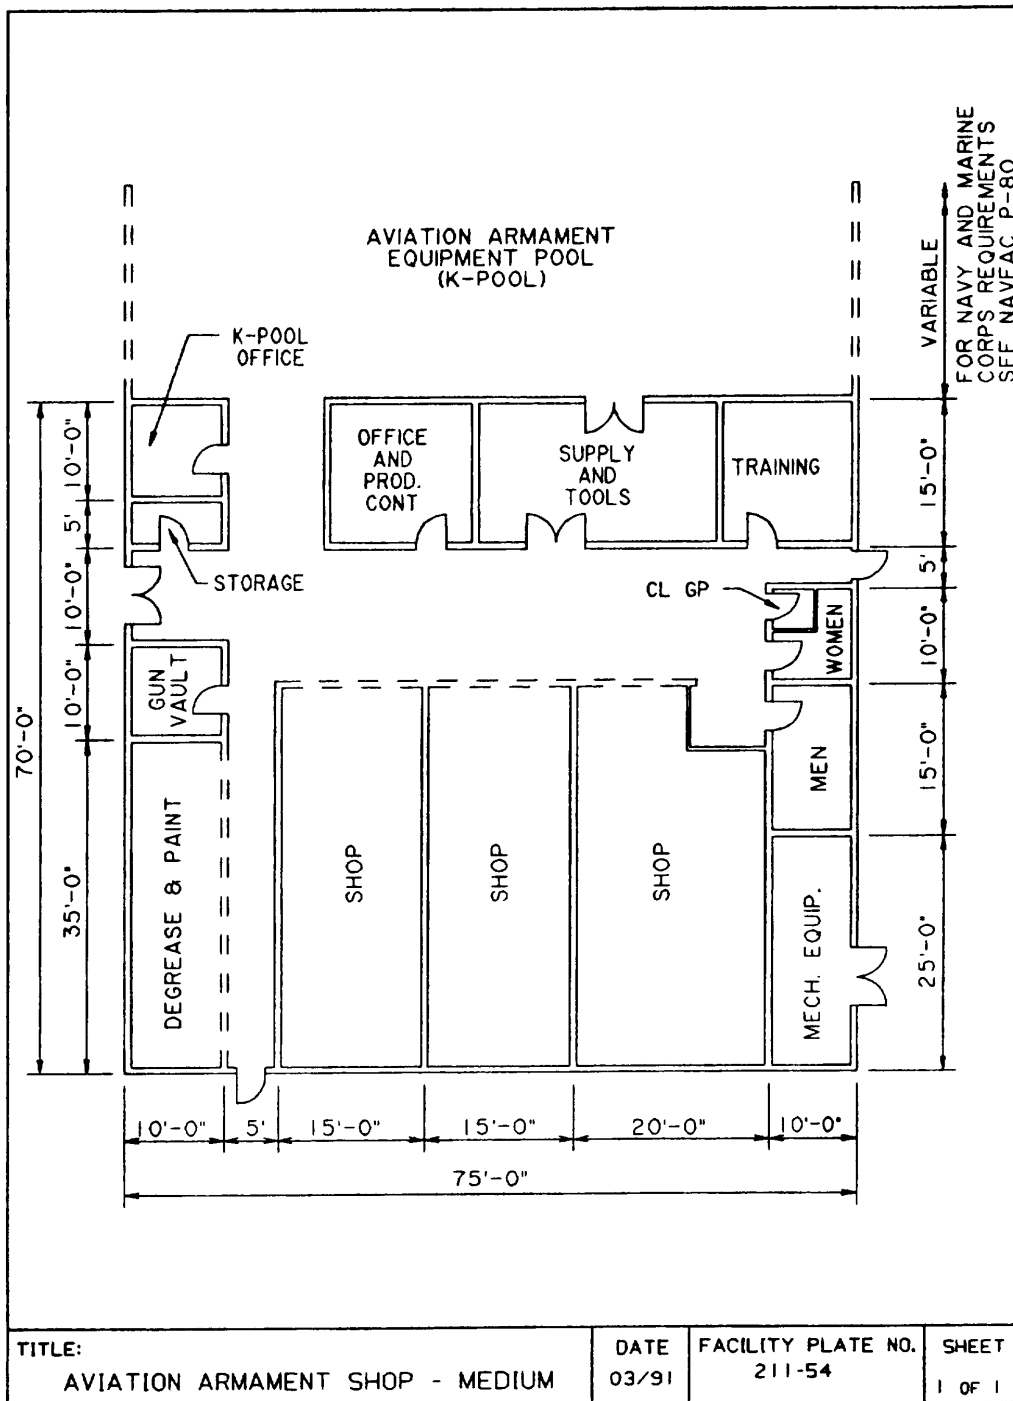 AVIATION ARMAMENT
EQUIPMENT POOL
(K-POOL)
VARIABLE
FOR NAVY AND MARINE
CORPS REQUIREMENTS
SEE NAVFAC P-80
K-POOL
OFFICE
OFFICE
AND
PROD.
CONT
SUPPLY
AND
TOOLS
TRAINING
STORAGE
CL GP
WOMEN
GUN
VAULT
MEN
DEGREASE & PAINT
SHOP
SHOP
SHOP
MECH. EQUIP.
70'-0"
10'-0"
5'
10'-0"
10'-0"
35'-0"
15'-0"
5'
10'-0"
15'-0"
25'-0"
10'-0"
5'
15'-0"
15'-0"
20'-0"
10'-0"
75'-0"
TITLE:
AVIATION ARMAMENT SHOP - MEDIUM
DATE
03/91
FACILITY PLATE NO.
211-54
SHEET
1 OF 1